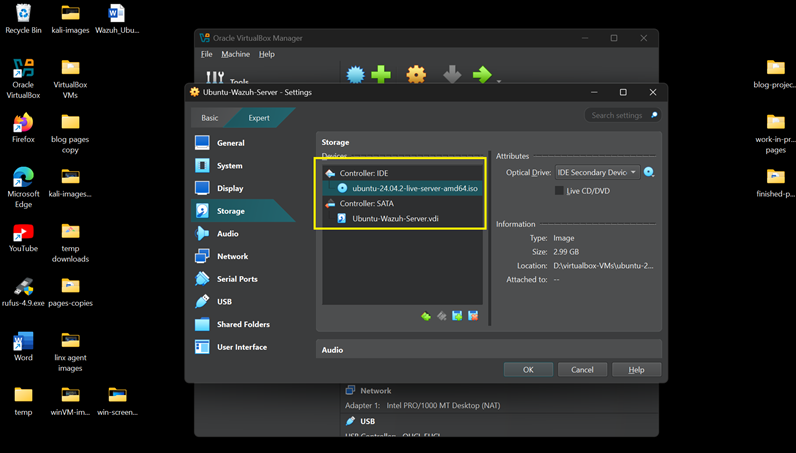 Recycle Bin
kali-images
Wazuh_Ubu...
Oracle
VirtualBox
VirtualBox
VMs
Firefox
blog pages
copy
Microsoft
Edge
kali-images...
YouTube
temp
downloads
rufus-4.9.exe
pages-copies
Word
linx agent
images
temp
winVM-im...
win-screen...
Oracle VirtualBox Manager
File Machine Help
Tools
Ubuntu-Wazuh-Server - Settings
Basic Expert
Search settings
General
System
Display
Storage
Audio
Network
Serial Ports
USB
Shared Folders
User Interface
Storage
Devices
Controller: IDE
ubuntu-24.04.2-live-server-amd64.iso
Controller: SATA
Ubuntu-Wazuh-Server.vdi
Attributes
Optical Drive: IDE Secondary Device
Live CD/DVD
Information
Type: Image
Size: 2.99 GB
Location: D:\virtualbox-VMs\ubuntu-2...
Attached to: --
Audio
OK Cancel Help
Network
Adapter 1: Intel PRO/1000 MT Desktop (NAT)
USB
USB Controller: OHCI, EHCI
blog-projec...
work-in-pr...
pages
finished-p...